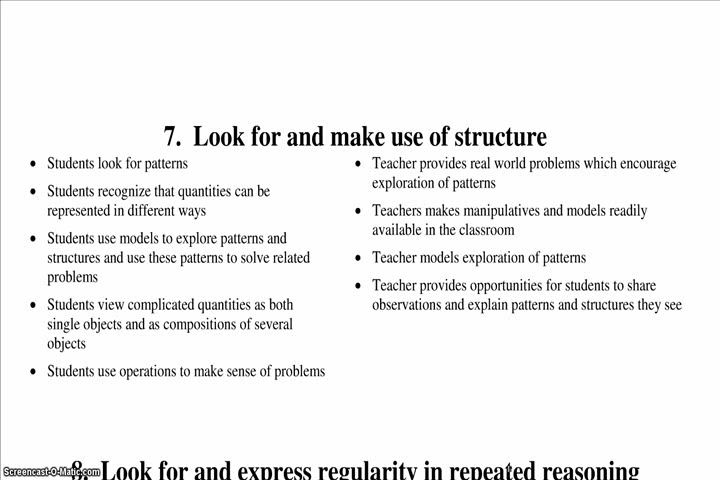 7. Look for and make use of structure
• Students look for patterns
• Students recognize that quantities can be
represented in different ways
• Students use models to explore patterns and
structures and use these patterns to solve related
problems
• Students view complicated quantities as both
single objects and as compositions of several
objects
• Students use operations to make sense of problems
• Teacher provides real world problems which encourage
exploration of patterns
• Teachers makes manipulatives and models readily
available in the classroom
• Teacher models exploration of patterns
• Teacher provides opportunities for students to share
observations and explain patterns and structures they see
8. Look for and express regularity in repeated reasoning
Screencast-O-Matic.com